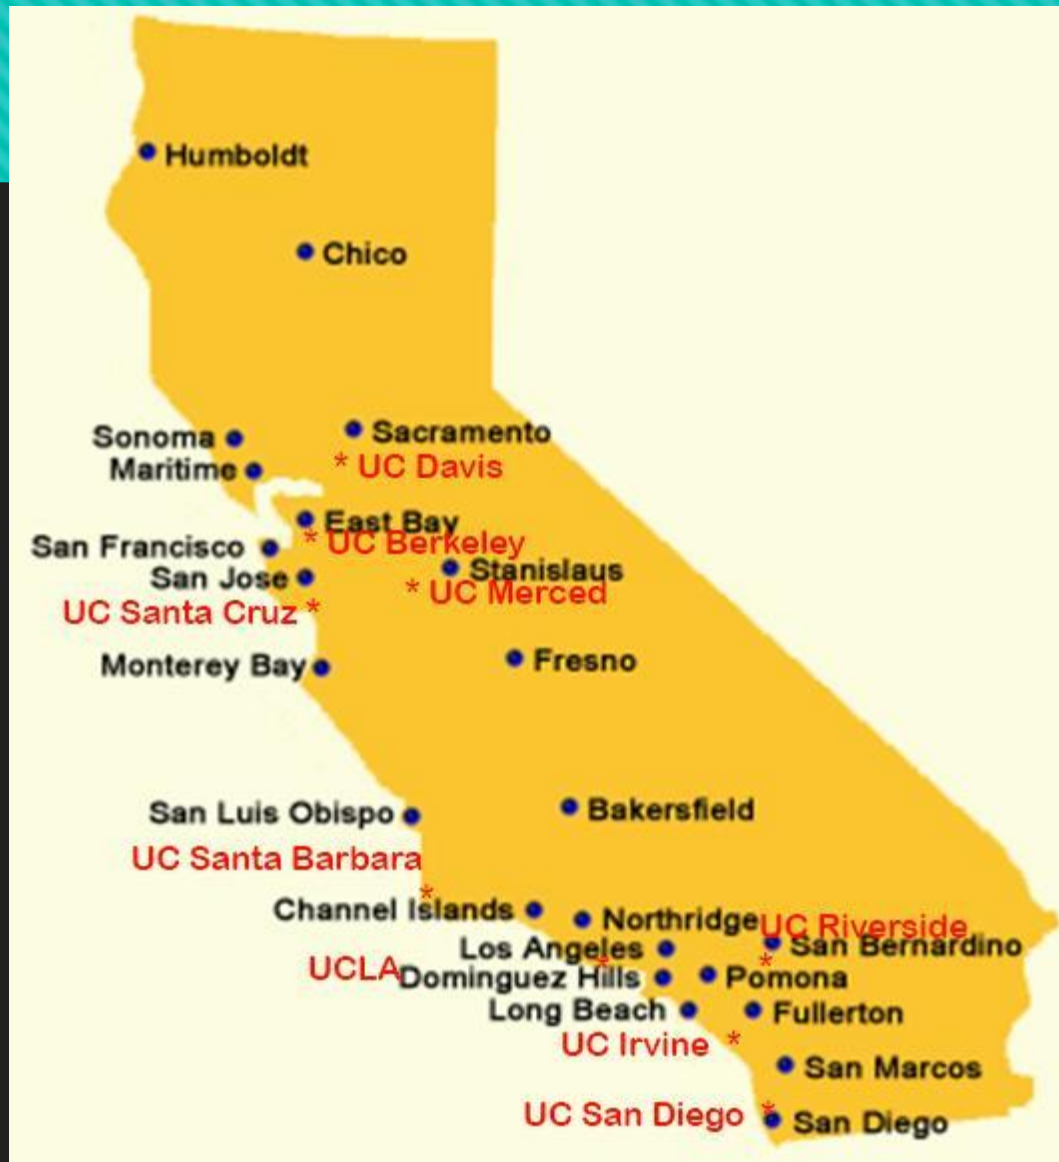 Humboldt
Chico
Sonoma
Sacramento
Maritime
* UC Davis
East Bay
* UC Berkeley
San Francisco
Stanislaus
San Jose
* UC Merced
UC Santa Cruz *
Monterey Bay
Fresno
San Luis Obispo
Bakersfield
UC Santa Barbara
*
Channel Islands
Northridge
UC Riverside
*
Los Angeles
San Bernardino
UCLA
*
Dominguez Hills
Pomona
Long Beach
Fullerton
UC Irvine *
San Marcos
UC San Diego *
San Diego